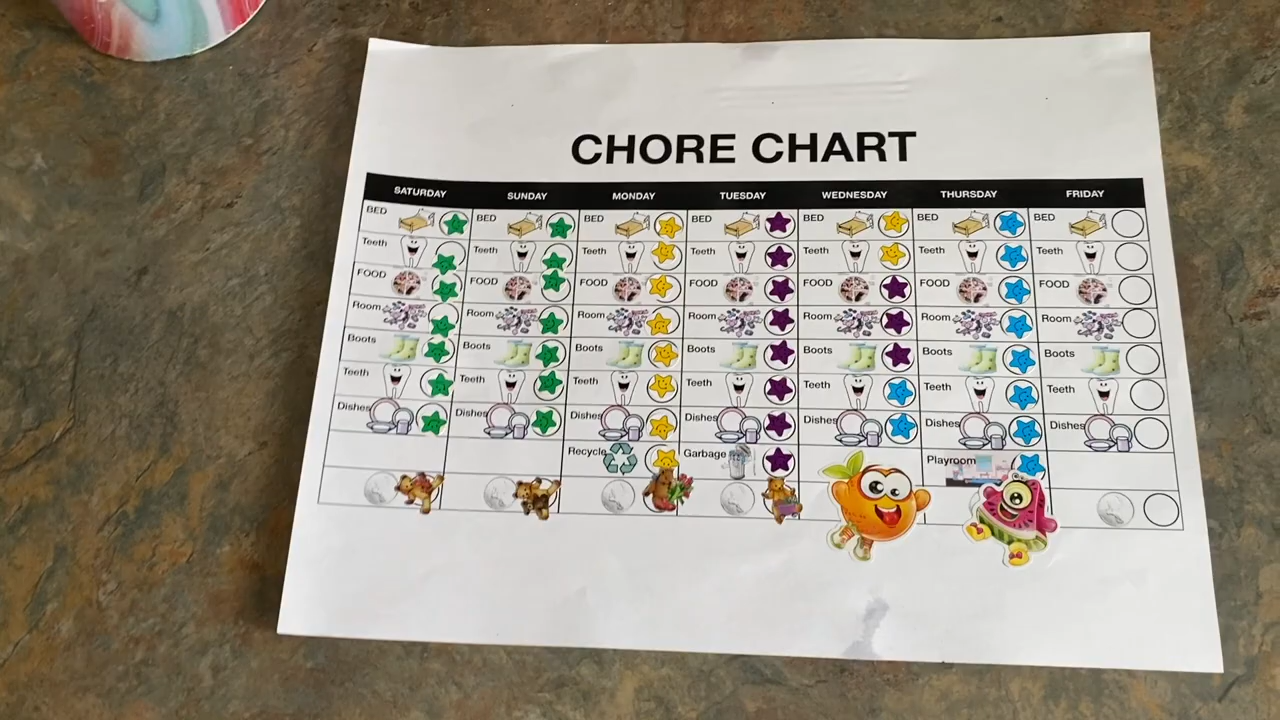 CHORE CHART
SATURDAY SUNDAY MONDAY TUESDAY WEDNESDAY THURSDAY FRIDAY
BED BED BED BED BED BED BED
Teeth Teeth Teeth Teeth Teeth Teeth Teeth
FOOD FOOD FOOD FOOD FOOD FOOD FOOD
Room Room Room Room Room Room Room
Boots Boots Boots Boots Boots Boots Boots
Teeth Teeth Teeth Teeth Teeth Teeth Teeth
Dishes Dishes Dishes Dishes Dishes Dishes Dishes
Recycle Garbage Playroom